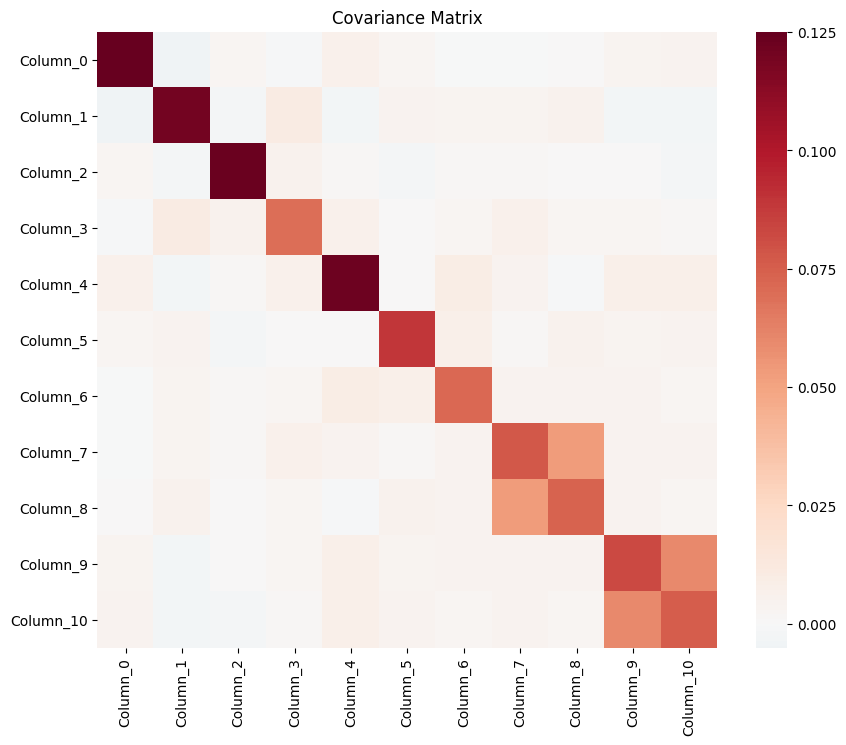 Covariance Matrix
Column_0
Column_1
Column_2
Column_3
Column_4
Column_5
Column_6
Column_7
Column_8
Column_9
Column_10
Column_0
Column_1
Column_2
Column_3
Column_4
Column_5
Column_6
Column_7
Column_8
Column_9
Column_10
0.125
0.100
0.075
0.050
0.025
0.000